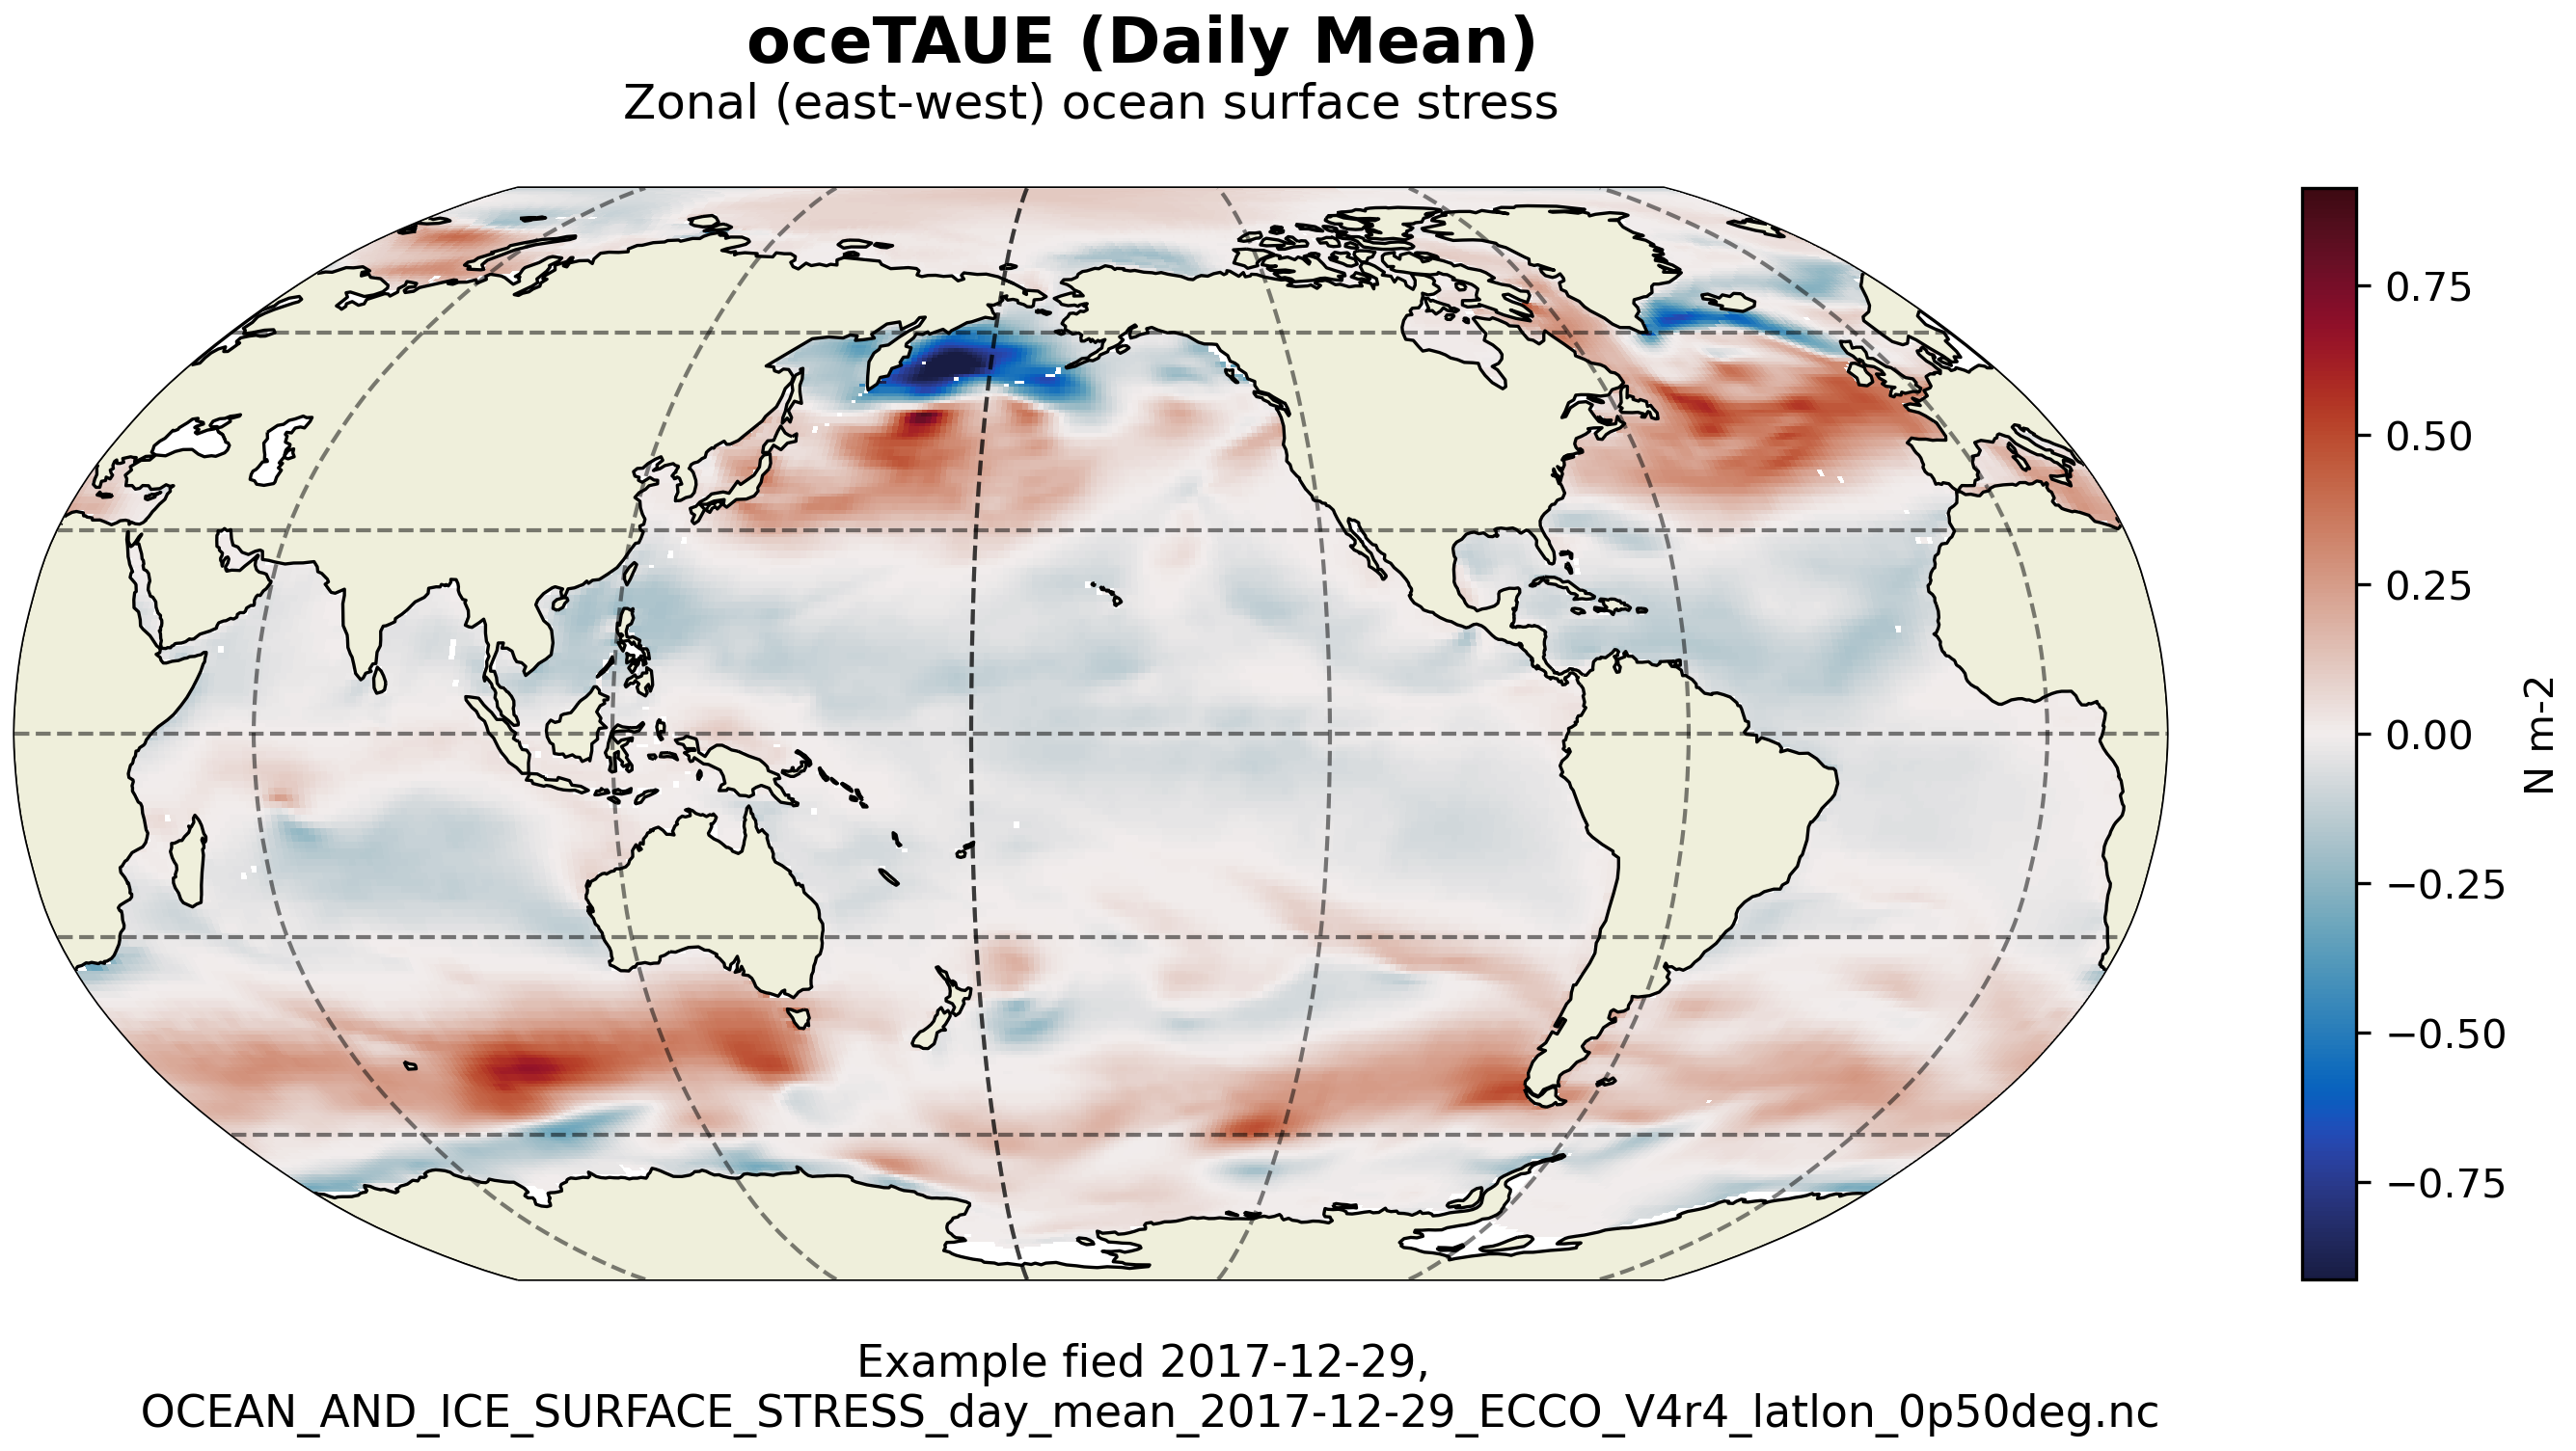 oceTAUE (Daily Mean)
Zonal (east-west) ocean surface stress
0.75
0.50
0.25
0.00
−0.25
−0.50
−0.75
N m-2
Example fied 2017-12-29,
OCEAN_AND_ICE_SURFACE_STRESS_day_mean_2017-12-29_ECCO_V4r4_latlon_0p50deg.nc